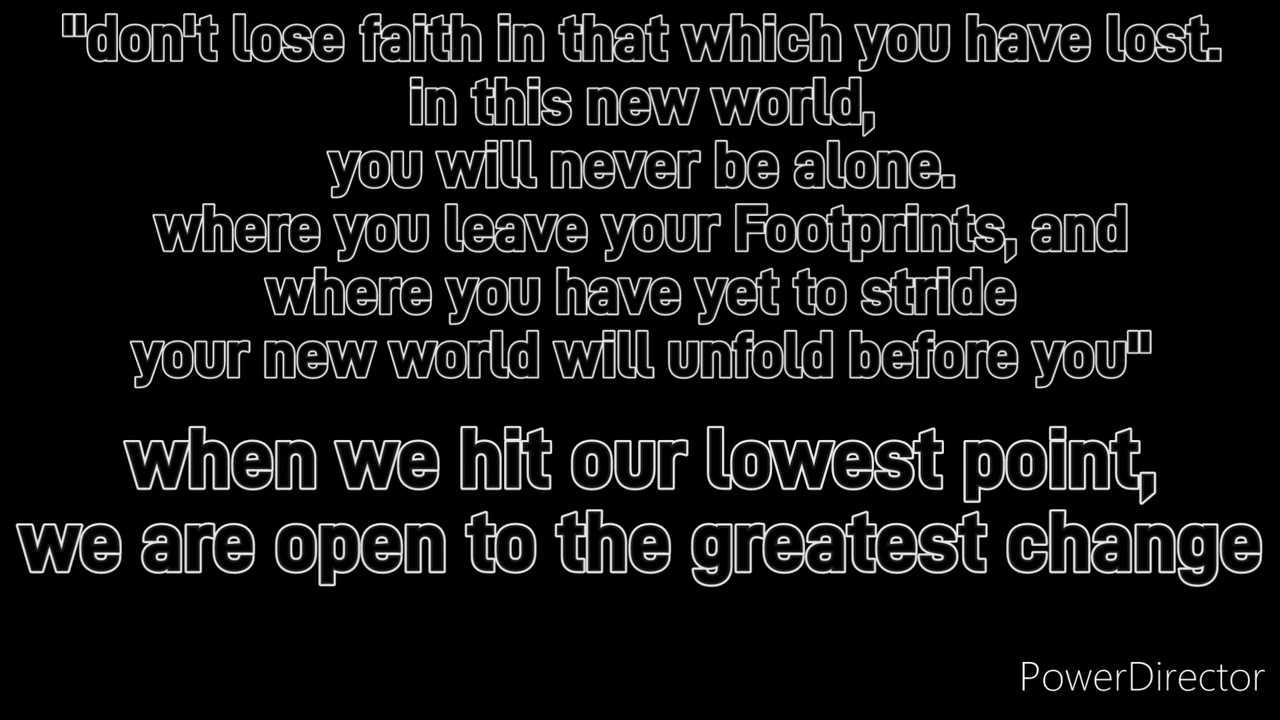 "don't lose faith in that which you have lost.
in this new world,
you will never be alone.
where you leave your Footprints, and
where you have yet to stride
your new world will unfold before you"
when we hit our lowest point,
we are open to the greatest change
PowerDirector